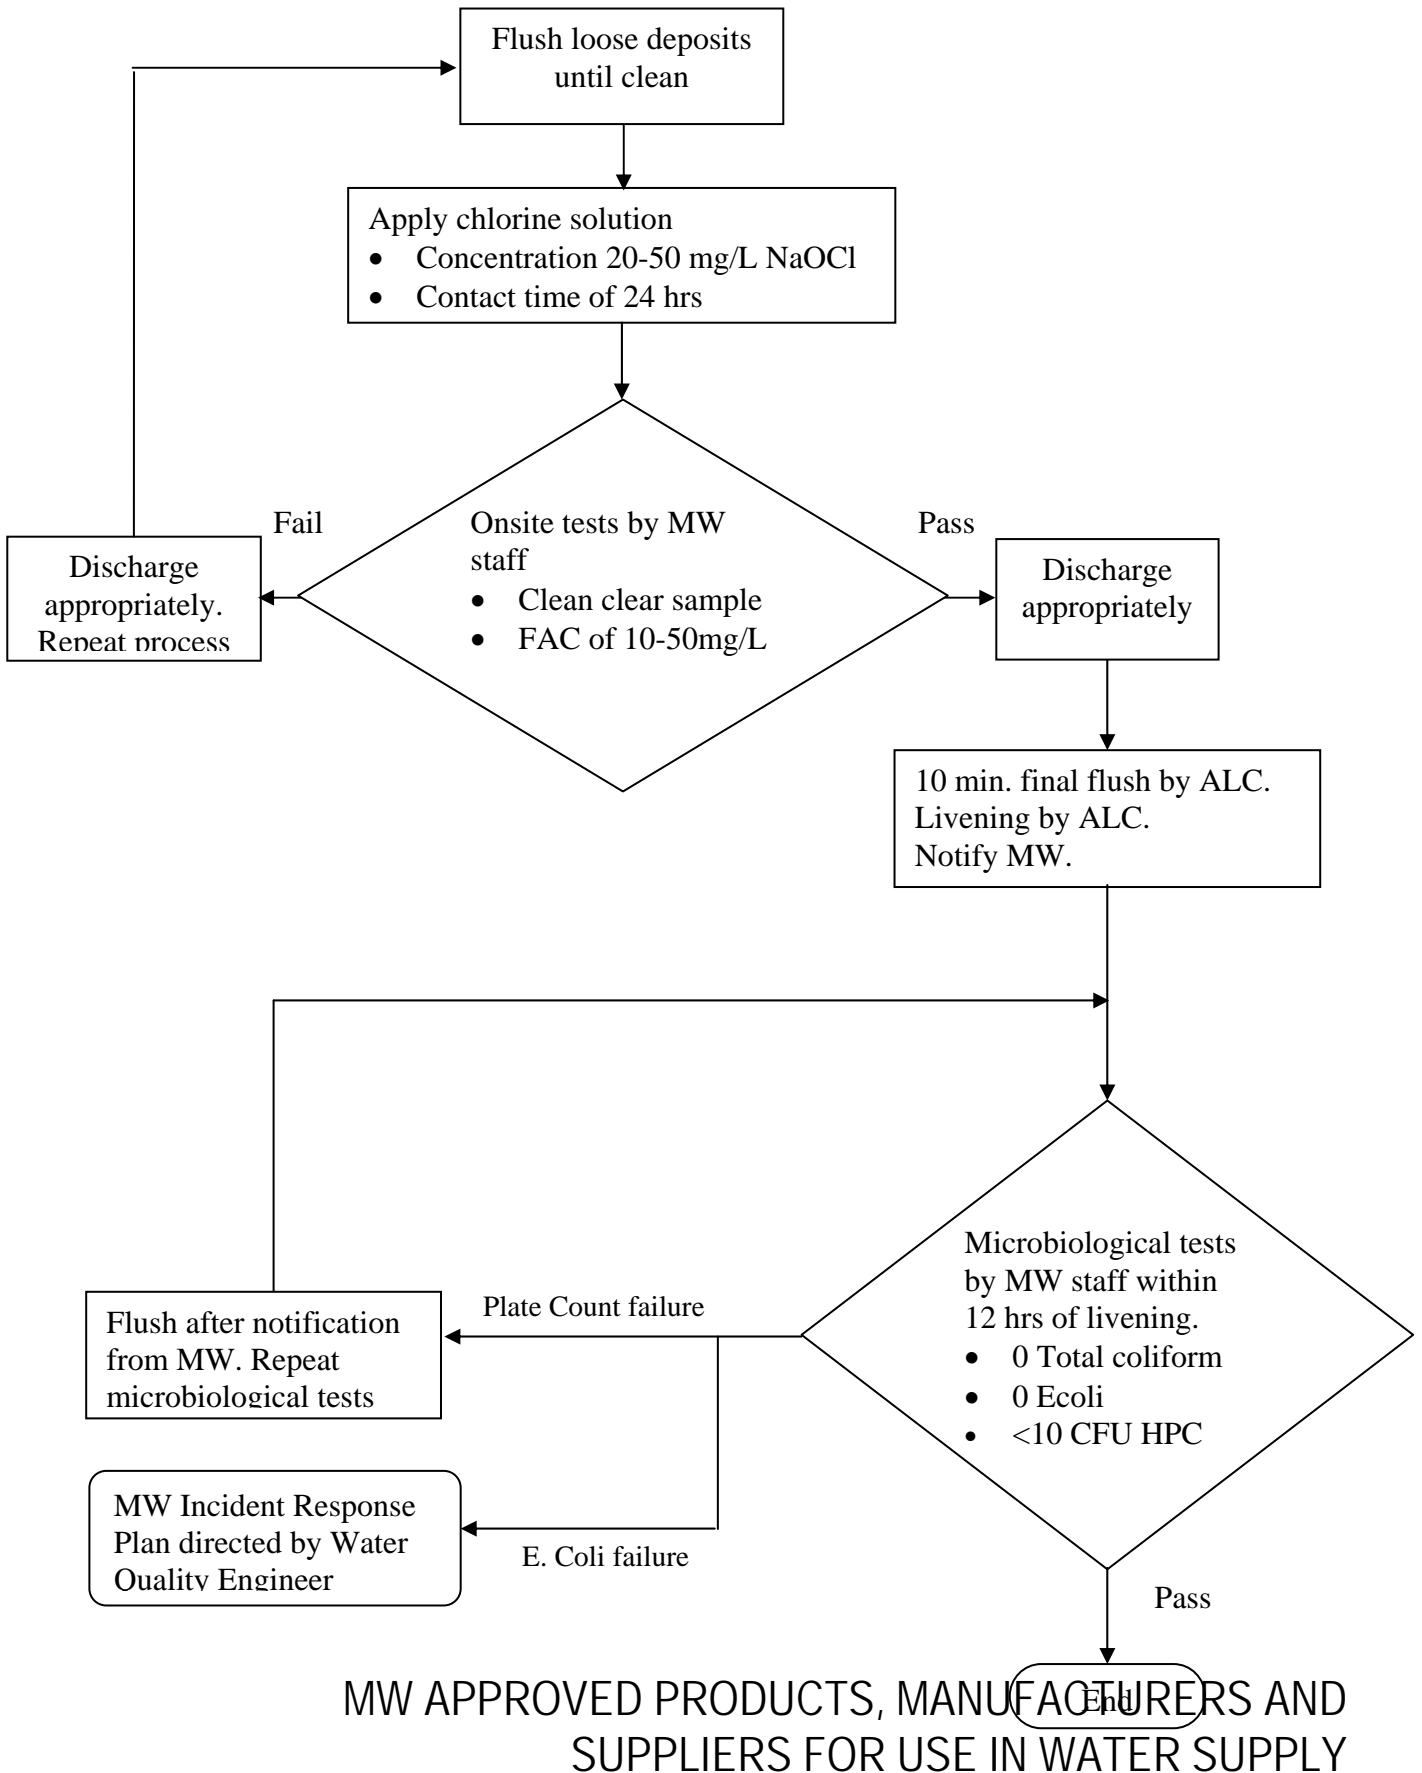 Flush loose deposits
until clean
Apply chlorine solution
• Concentration 20-50 mg/L NaOCl
• Contact time of 24 hrs
Fail
Onsite tests by MW
staff
• Clean clear sample
• FAC of 10-50mg/L
Pass
Discharge
appropriately.
Repeat process
Discharge
appropriately
10 min. final flush by ALC.
Livening by ALC.
Notify MW.
Microbiological tests
by MW staff within
12 hrs of livening.
• 0 Total coliform
• 0 Ecoli
• <10 CFU HPC
Plate Count failure
Flush after notification
from MW. Repeat
microbiological tests
MW Incident Response
Plan directed by Water
Quality Engineer
E. Coli failure
Pass
End
MW APPROVED PRODUCTS, MANUFACTURERS AND
SUPPLIERS FOR USE IN WATER SUPPLY